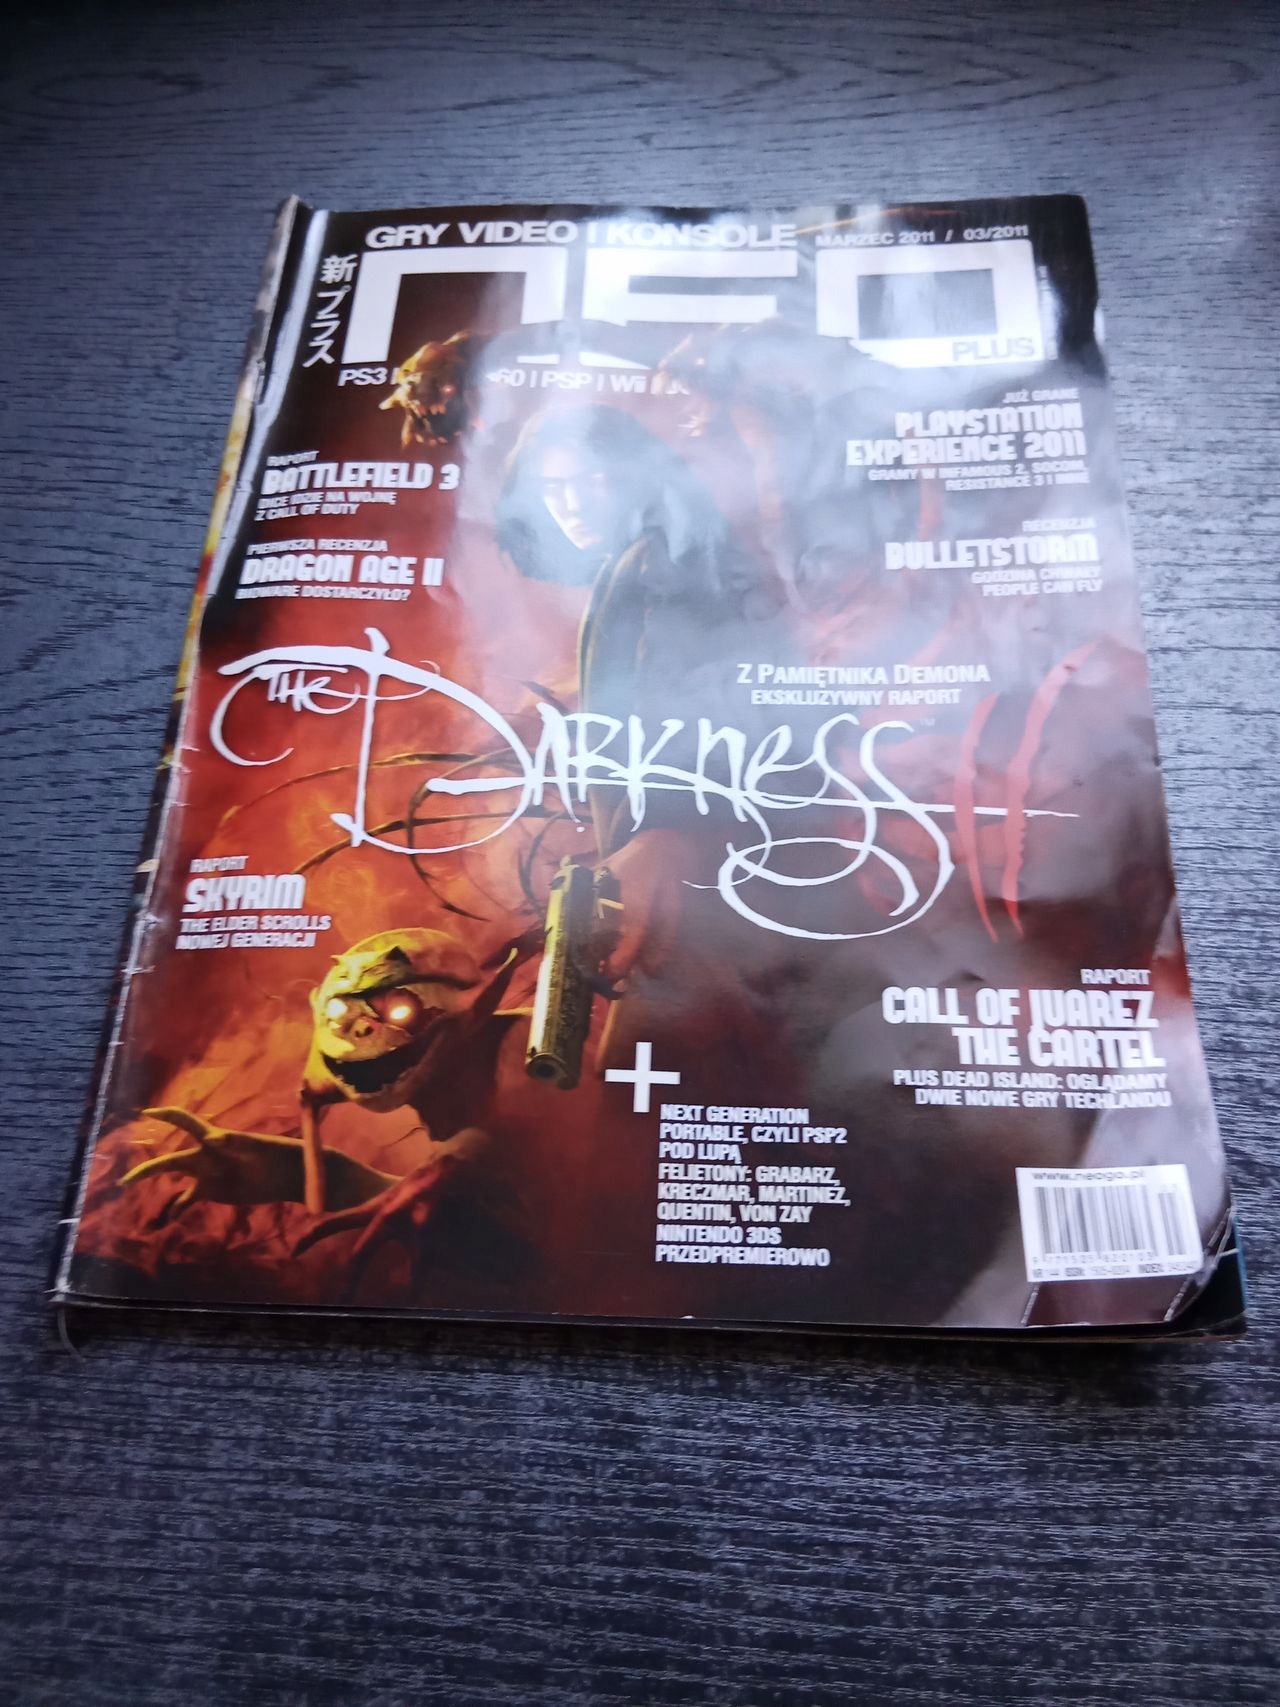 GRY VIDEO I KONSOLE MARZEC 2011 / 03/2011
新プラス
NEO
PLUS
PS3 | 60 | PSP | Wii |
JUŻ GRANE
PLAYSTATION
EXPERIENCE 2011
GRAMY W INFAMOUS 2, SOCOM,
RESISTANCE 3 I INNE
RAPORT
BATTLEFIELD 3
DICE IDZIE NA WOJNĘ
Z CALL OF DUTY
RECENZJA
BULLETSTORM
GODZINA CHWAŁY
PEOPLE CAN FLY
PIERWSZA RECENZJA
DRAGON AGE II
BIOWARE DOSTARCZYŁO?
Z PAMIĘTNIKA DEMONA
EKSKLUZYWNY RAPORT
THE DARKNESS II
TM
RAPORT
SKYRIM
THE ELDER SCROLLS
NOWEJ GENERACJI
RAPORT
CALL OF JUAREZ
THE CARTEL
PLUS DEAD ISLAND: OGLĄDAMY
DWIE NOWE GRY TECHLANDU
+
NEXT GENERATION
PORTABLE, CZYLI PSP2
POD LUPĄ
FELIETONY: GRABARZ,
KRECZMAR, MARTINEZ,
QUENTIN, VON ZAY
NINTENDO 3DS
PRZEDPREMIEROWO
www.neogo.pl